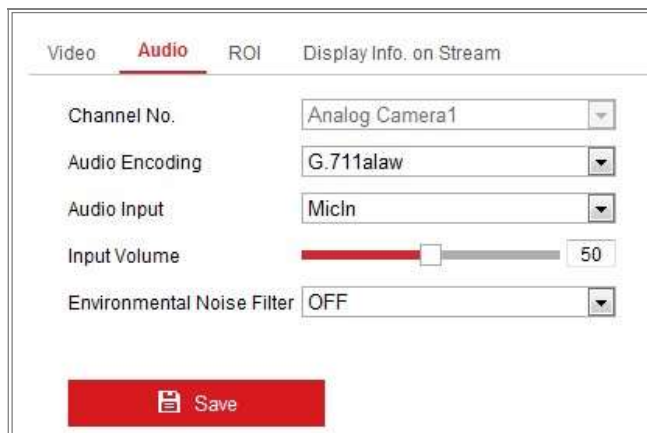 Video Audio ROI Display Info. on Stream
Channel No. Analog Camera1
Audio Encoding G.711alaw
Audio Input MicIn
Input Volume 50
Environmental Noise Filter OFF
Save